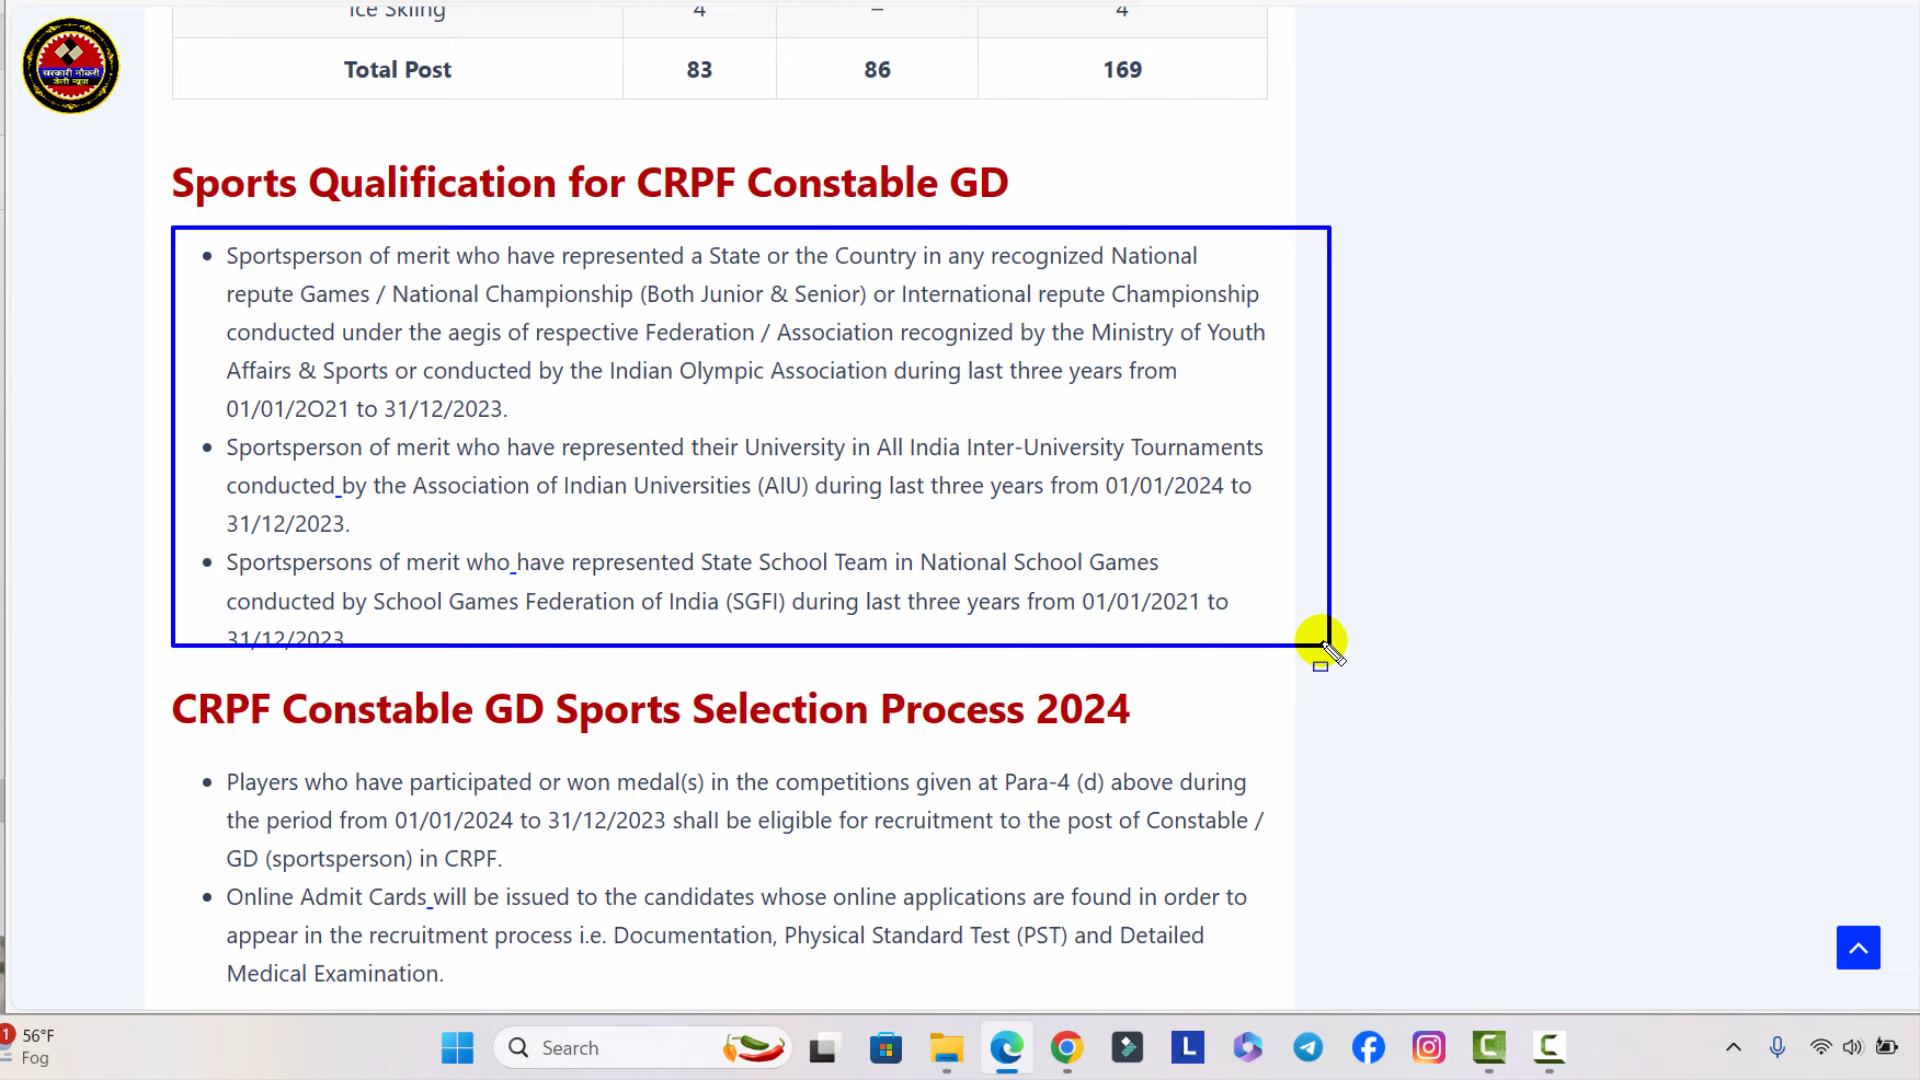 सरकारी नौकरी
डेली न्यूज
Ice Skiing 4 – 4
Total Post 83 86 169
Sports Qualification for CRPF Constable GD
Sportsperson of merit who have represented a State or the Country in any recognized National
repute Games / National Championship (Both Junior & Senior) or International repute Championship
conducted under the aegis of respective Federation / Association recognized by the Ministry of Youth
Affairs & Sports or conducted by the Indian Olympic Association during last three years from
01/01/2O21 to 31/12/2023.
Sportsperson of merit who have represented their University in All India Inter-University Tournaments
conducted by the Association of Indian Universities (AIU) during last three years from 01/01/2024 to
31/12/2023.
Sportspersons of merit who have represented State School Team in National School Games
conducted by School Games Federation of India (SGFI) during last three years from 01/01/2021 to
31/12/2023.
CRPF Constable GD Sports Selection Process 2024
Players who have participated or won medal(s) in the competitions given at Para-4 (d) above during
the period from 01/01/2024 to 31/12/2023 shall be eligible for recruitment to the post of Constable /
GD (sportsperson) in CRPF.
Online Admit Cards will be issued to the candidates whose online applications are found in order to
appear in the recruitment process i.e. Documentation, Physical Standard Test (PST) and Detailed
Medical Examination.
1
56°F
Fog
Search
L